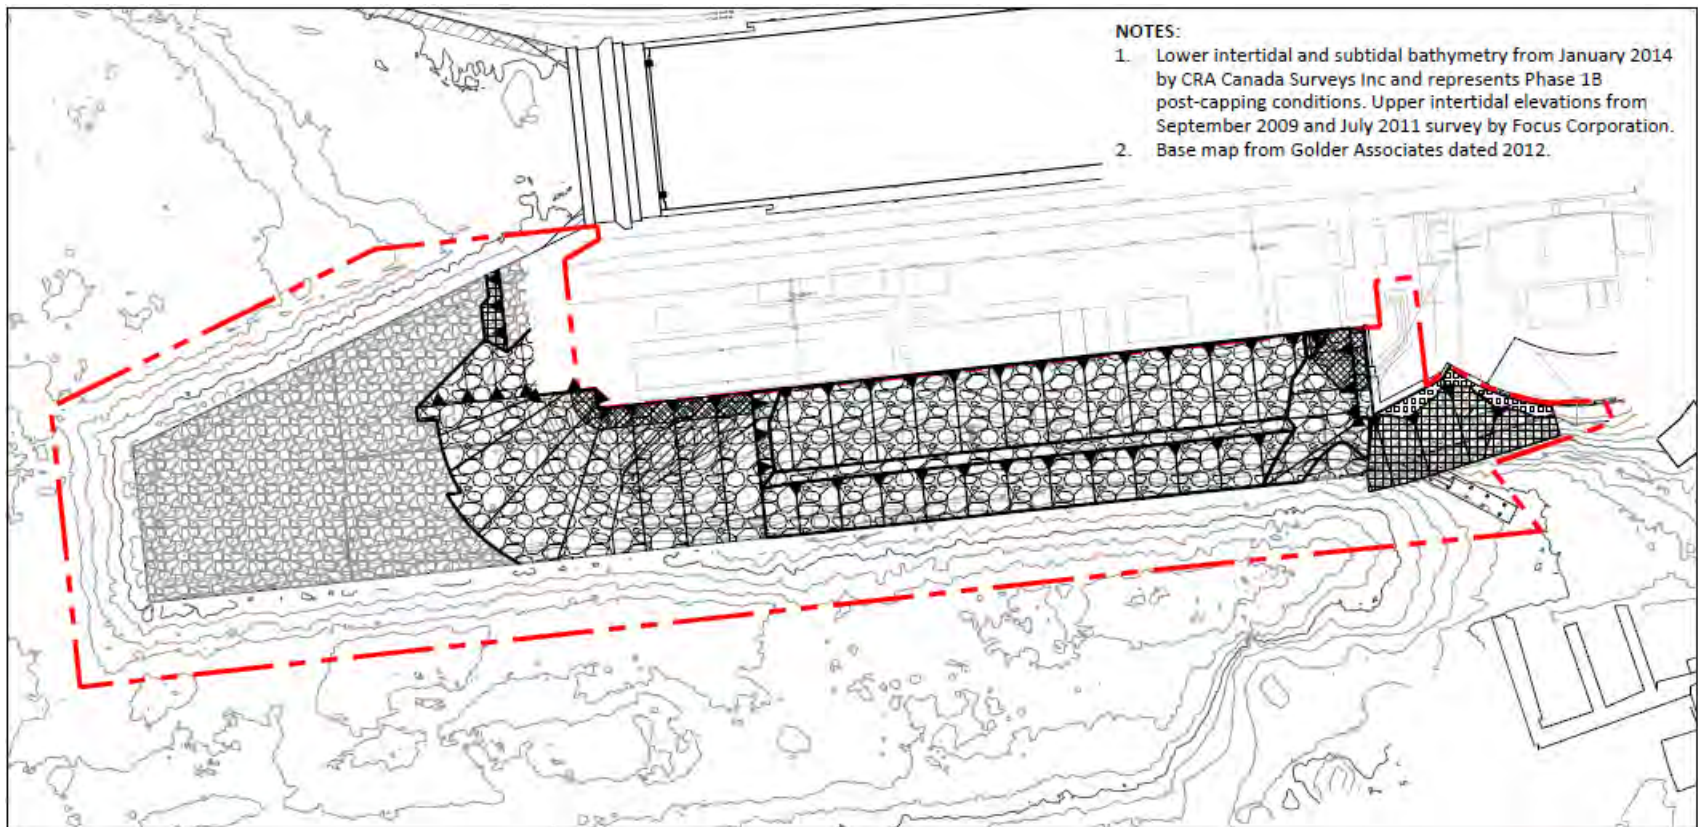 NOTES:
1. Lower intertidal and subtidal bathymetry from January 2014
by CRA Canada Surveys Inc and represents Phase 1B
post-capping conditions. Upper intertidal elevations from
September 2009 and July 2011 survey by Focus Corporation.
2. Base map from Golder Associates dated 2012.